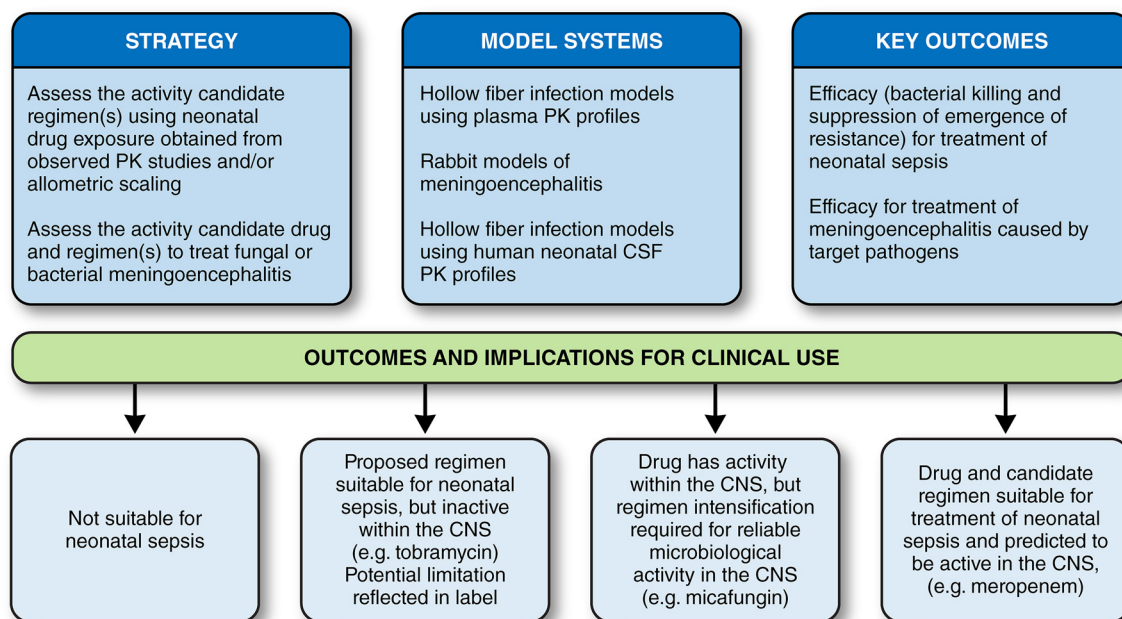 STRATEGY
Assess the activity candidate
regimen(s) using neonatal
drug exposure obtained from
observed PK studies and/or
allometric scaling
Assess the activity candidate drug
and regimen(s) to treat fungal or
bacterial meningoencephalitis
MODEL SYSTEMS
Hollow fiber infection models
using plasma PK profiles
Rabbit models of
meningoencephalitis
Hollow fiber infection models
using human neonatal CSF
PK profiles
KEY OUTCOMES
Efficacy (bacterial killing and
suppression of emergence of
resistance) for treatment of
neonatal sepsis
Efficacy for treatment of
meningoencephalitis caused by
target pathogens
OUTCOMES AND IMPLICATIONS FOR CLINICAL USE
Not suitable for
neonatal sepsis
Proposed regimen
suitable for neonatal
sepsis, but inactive
within the CNS
(e.g. tobramycin)
Potential limitation
reflected in label
Drug has activity
within the CNS, but
regimen intensification
required for reliable
microbiological
activity in the CNS
(e.g. micafungin)
Drug and candidate
regimen suitable for
treatment of neonatal
sepsis and predicted to
be active in the CNS,
(e.g. meropenem)